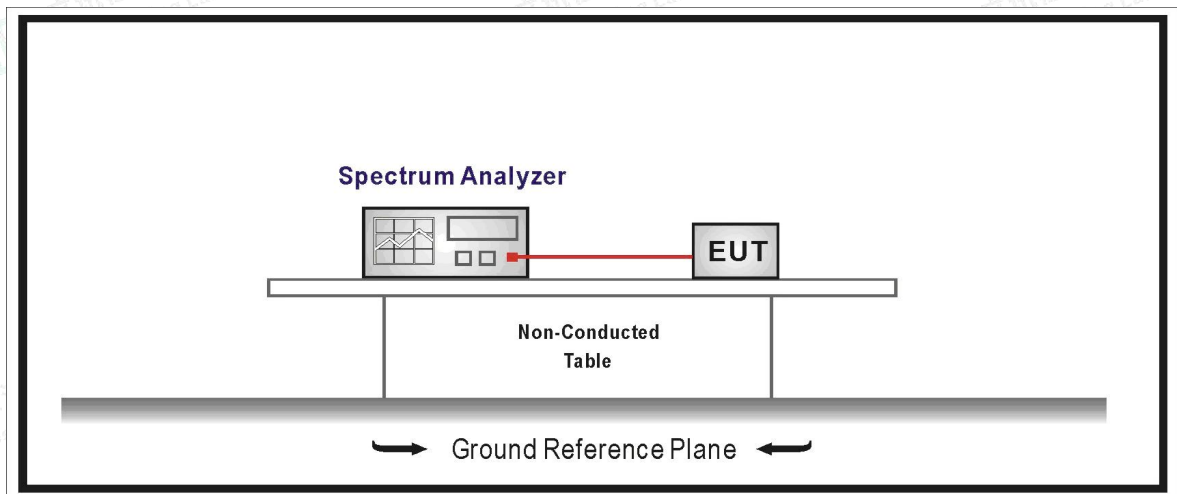 Spectrum Analyzer
EUT
Non-Conducted
Table
Ground Reference Plane